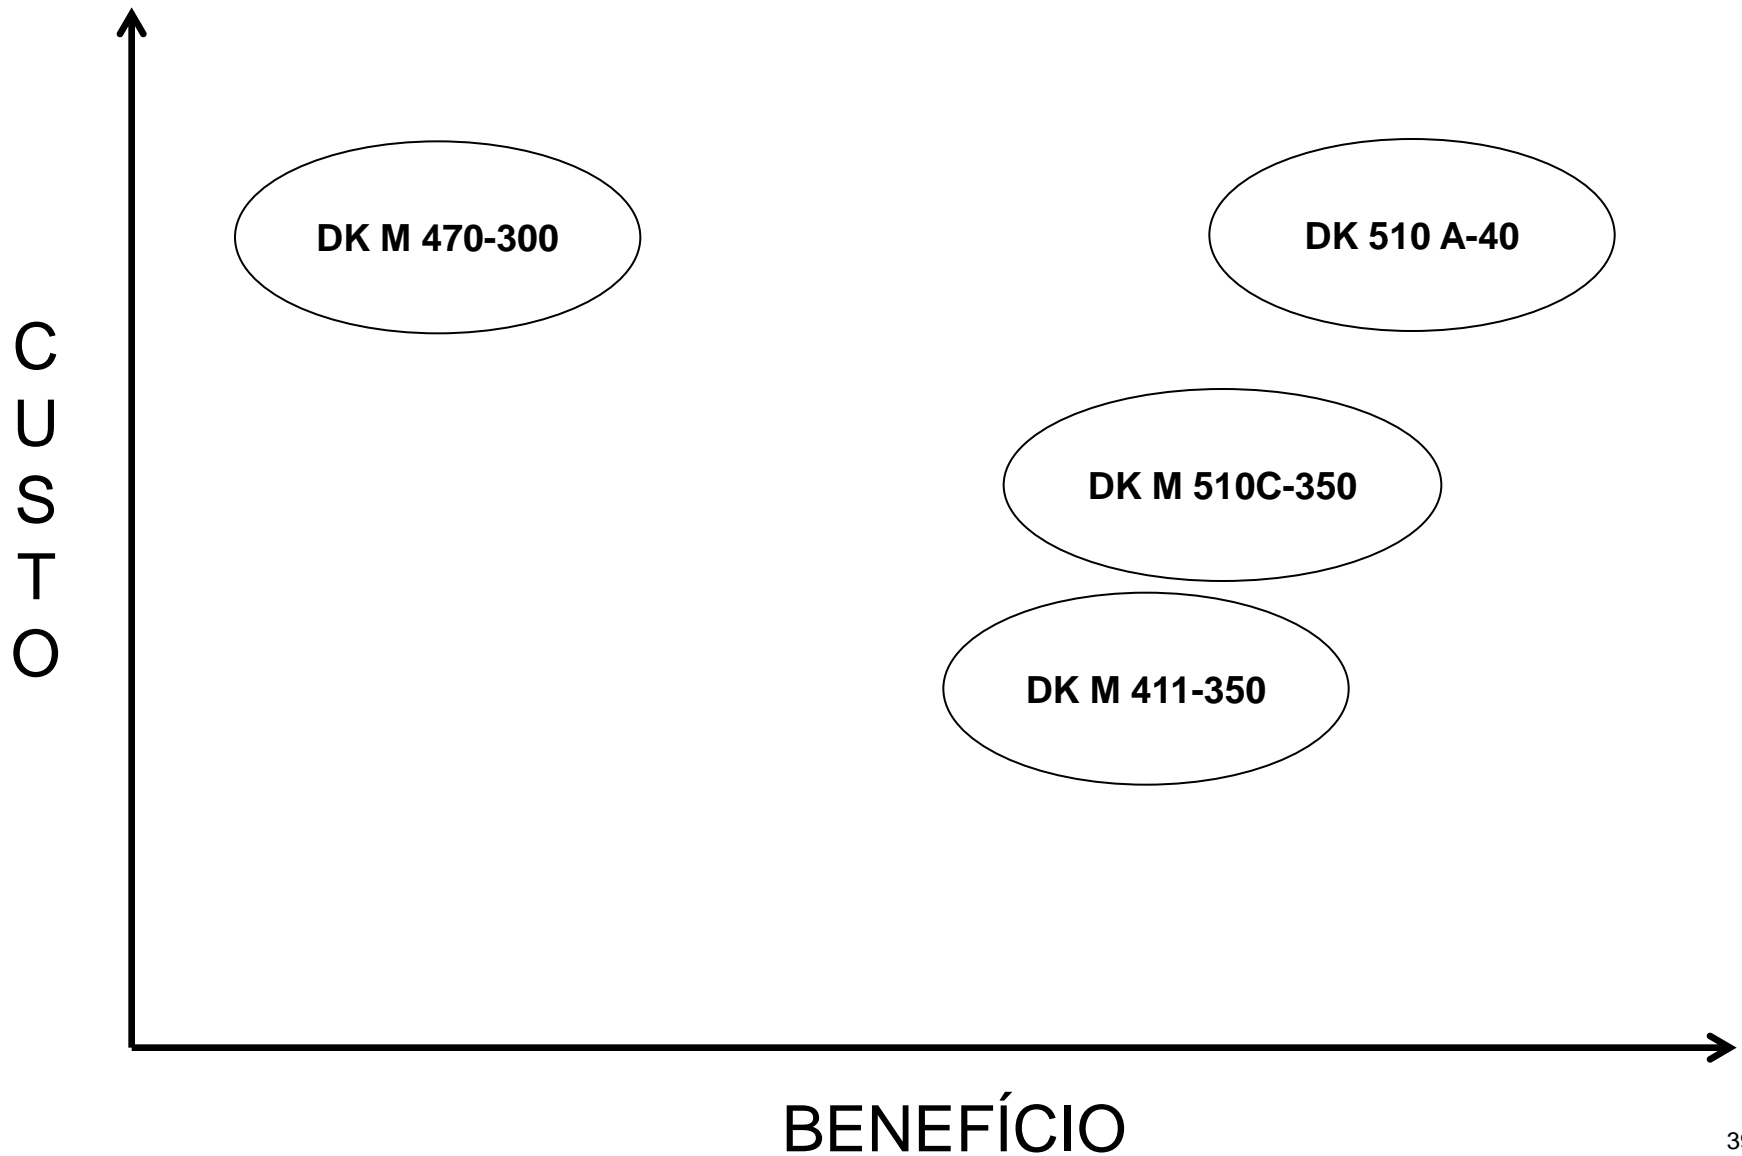 DK M 470-300
DK 510 A-40
C
U
S
T
O
DK M 510C-350
DK M 411-350
BENEFÍCIO